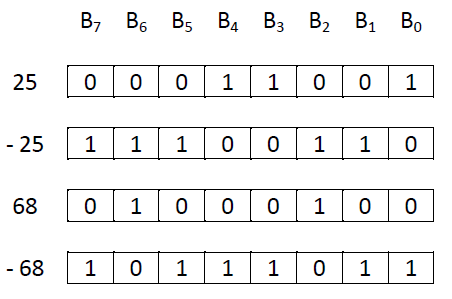 B₇ B₆ B₅ B₄ B₃ B₂ B₁ B₀
25 0 0 0 1 1 0 0 1
- 25 1 1 1 0 0 1 1 0
68 0 1 0 0 0 1 0 0
- 68 1 0 1 1 1 0 1 1